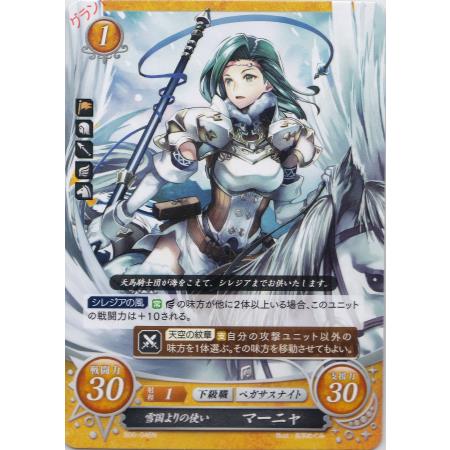 グラン
1
天馬騎士団が海をこえて、シレジアまでお供いたします。
シレジアの風 の味方が他に2体以上いる場合、このユニット
の戦闘力は+10される。
天空の紋章 自分の攻撃ユニット以外の
味方を1体選ぶ。その味方を移動させてもよい。
戦闘力
30
射程 1 下級職 ペガサスナイト
支援力
30
雪国よりの使い マーニャ